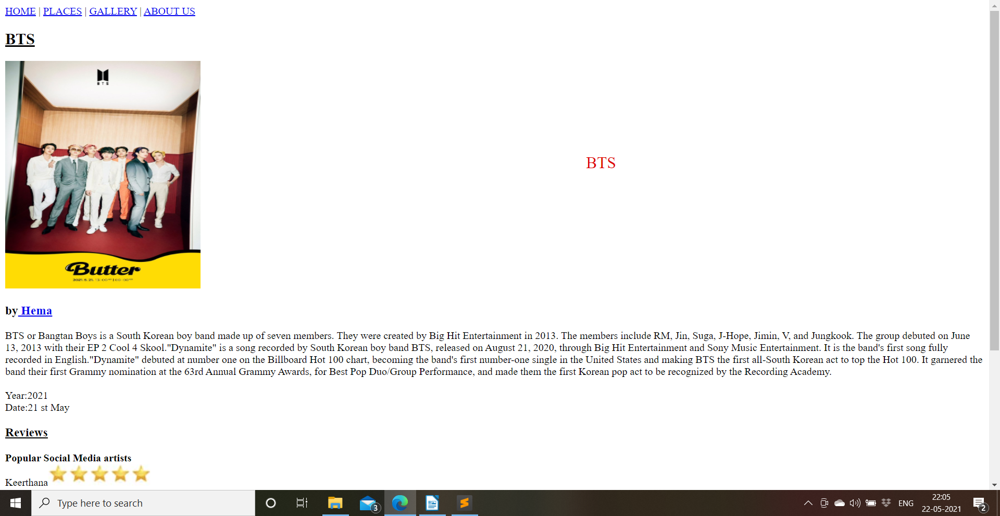 HOME | PLACES | GALLERY | ABOUT US
BTS
BTS
Butter
2021.5.21. 13:00
BTS
by Hema
BTS or Bangtan Boys is a South Korean boy band made up of seven members. They were created by Big Hit Entertainment in 2013. The members include RM, Jin, Suga, J-Hope, Jimin, V, and Jungkook. The group debuted on June
13, 2013 with their EP 2 Cool 4 Skool."Dynamite" is a song recorded by South Korean boy band BTS, released on August 21, 2020, through Big Hit Entertainment and Sony Music Entertainment. It is the band's first song fully
recorded in English."Dynamite" debuted at number one on the Billboard Hot 100 chart, becoming the band's first number-one single in the United States and making BTS the first all-South Korean act to top the Hot 100. It garnered the
band their first Grammy nomination at the 63rd Annual Grammy Awards, for Best Pop Duo/Group Performance, and made them the first Korean pop act to be recognized by the Recording Academy.
Year:2021
Date:21 st May
Reviews
Popular Social Media artists
Keerthana
Type here to search
3
ENG
22:05
22-05-2021
2